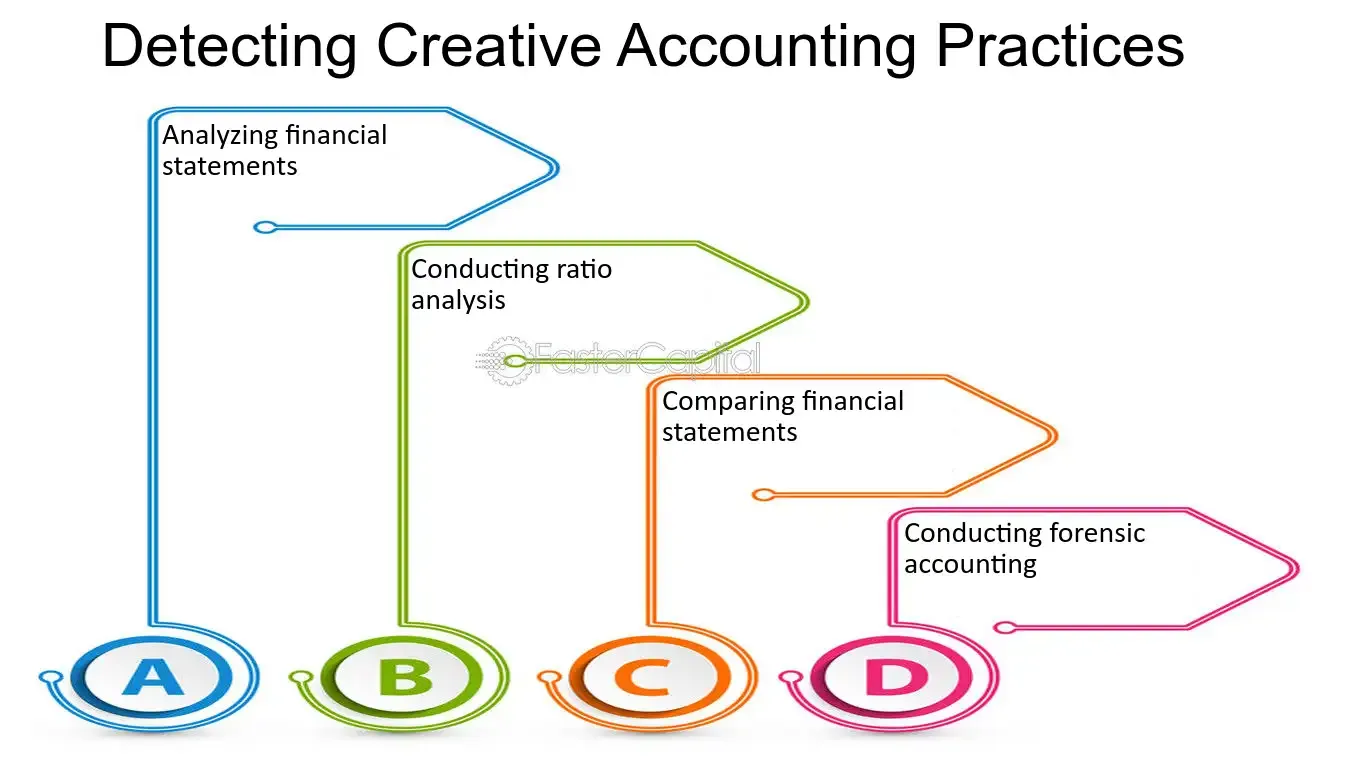 Detecting Creative Accounting Practices
Analyzing financial
statements
Conducting ratio
analysis
FasterCapital
Comparing financial
statements
Conducting forensic
accounting
A
B
C
D